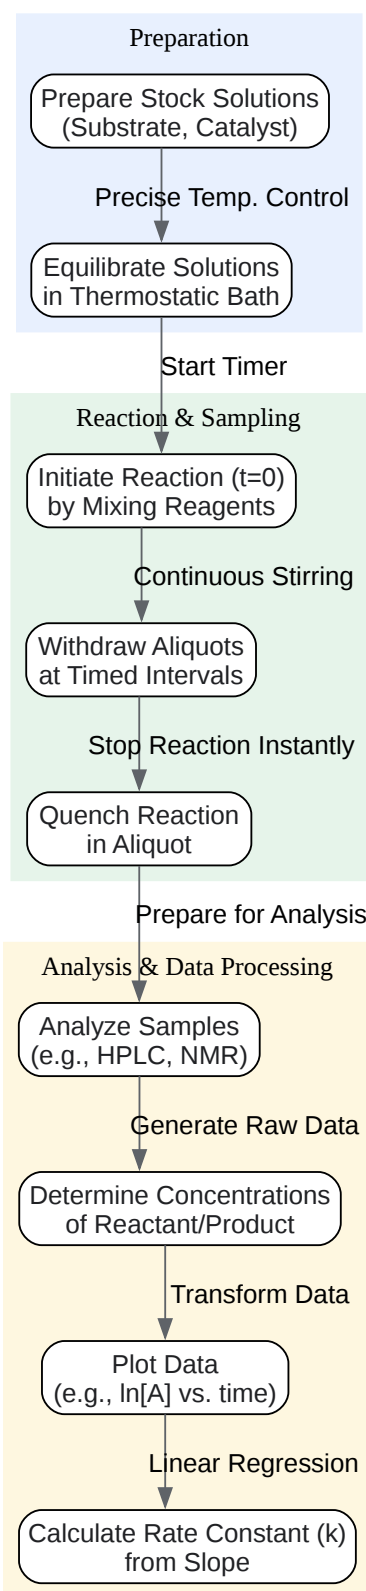 Preparation
Prepare Stock Solutions
(Substrate, Catalyst)
Precise Temp. Control
Equilibrate Solutions
in Thermostatic Bath
Start Timer
Reaction & Sampling
Initiate Reaction (t=0)
by Mixing Reagents
Continuous Stirring
Withdraw Aliquots
at Timed Intervals
Stop Reaction Instantly
Quench Reaction
in Aliquot
Prepare for Analysis
Analysis & Data Processing
Analyze Samples
(e.g., HPLC, NMR)
Generate Raw Data
Determine Concentrations
of Reactant/Product
Transform Data
Plot Data
(e.g., ln[A] vs. time)
Linear Regression
Calculate Rate Constant (k)
from Slope